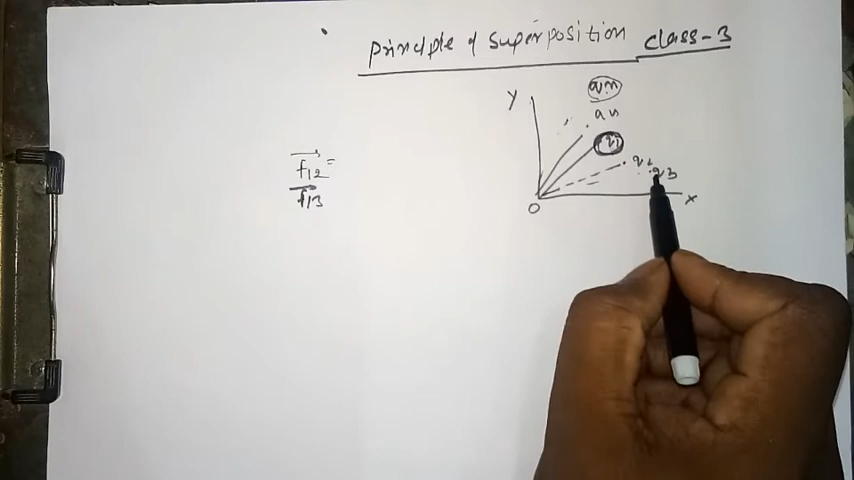 principle of superposition class-3
qm
Y
qn
q1
q2
q3
f12 =
f13
O
X